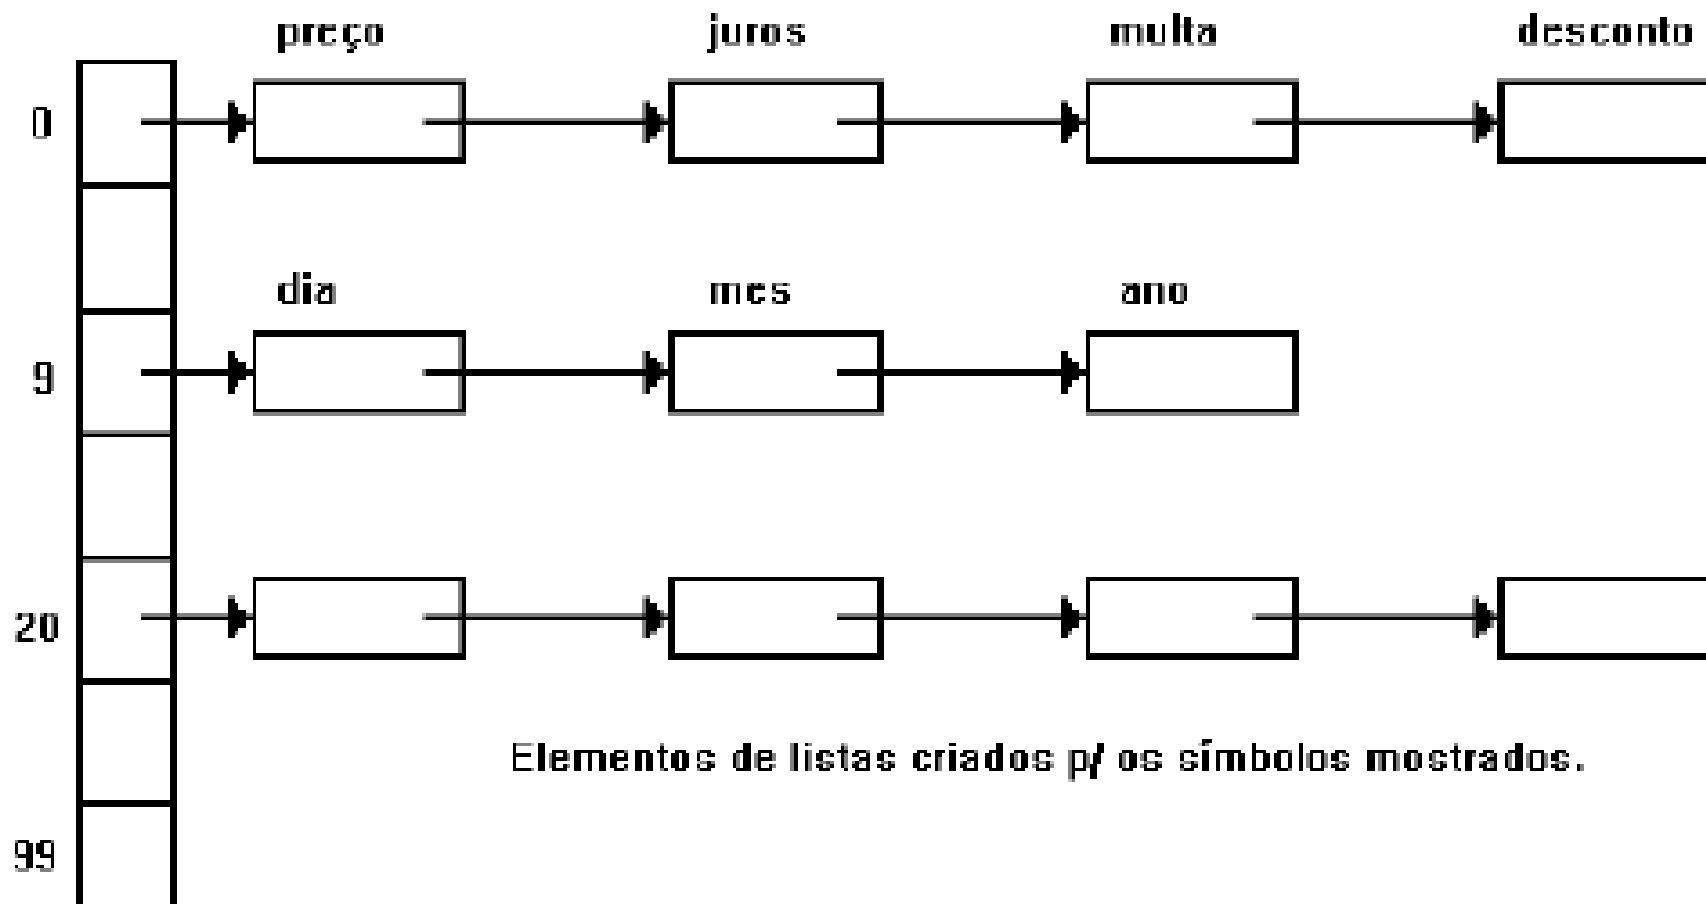 preço juros multa desconto
0
dia mes ano
9
20
Elementos de listas criados p/ os símbolos mostrados.
99